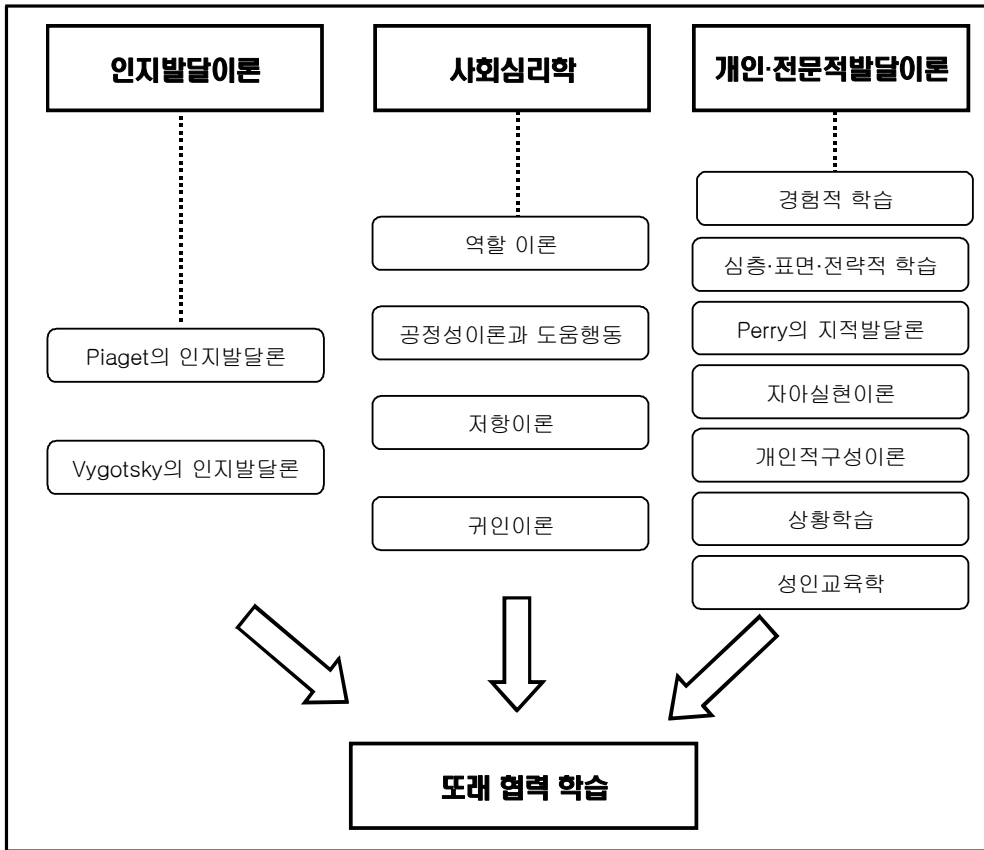 인지발달이론
사회심리학
개인·전문적발달이론
Piaget의 인지발달론
Vygotsky의 인지발달론
역할 이론
공정성이론과 도움행동
저항이론
귀인이론
경험적 학습
심층·표면·전략적 학습
Perry의 지적발달론
자아실현이론
개인적구성이론
상황학습
성인교육학
또래 협력 학습